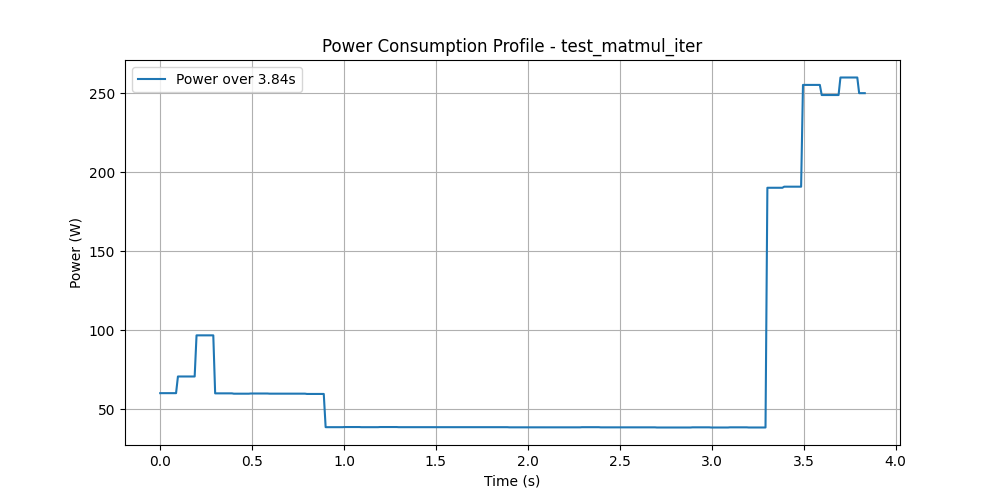 Power Consumption Profile - test_matmul_iter
Power over 3.84s
Power (W)
250
200
150
100
50
0.0 0.5 1.0 1.5 2.0 2.5 3.0 3.5 4.0
Time (s)